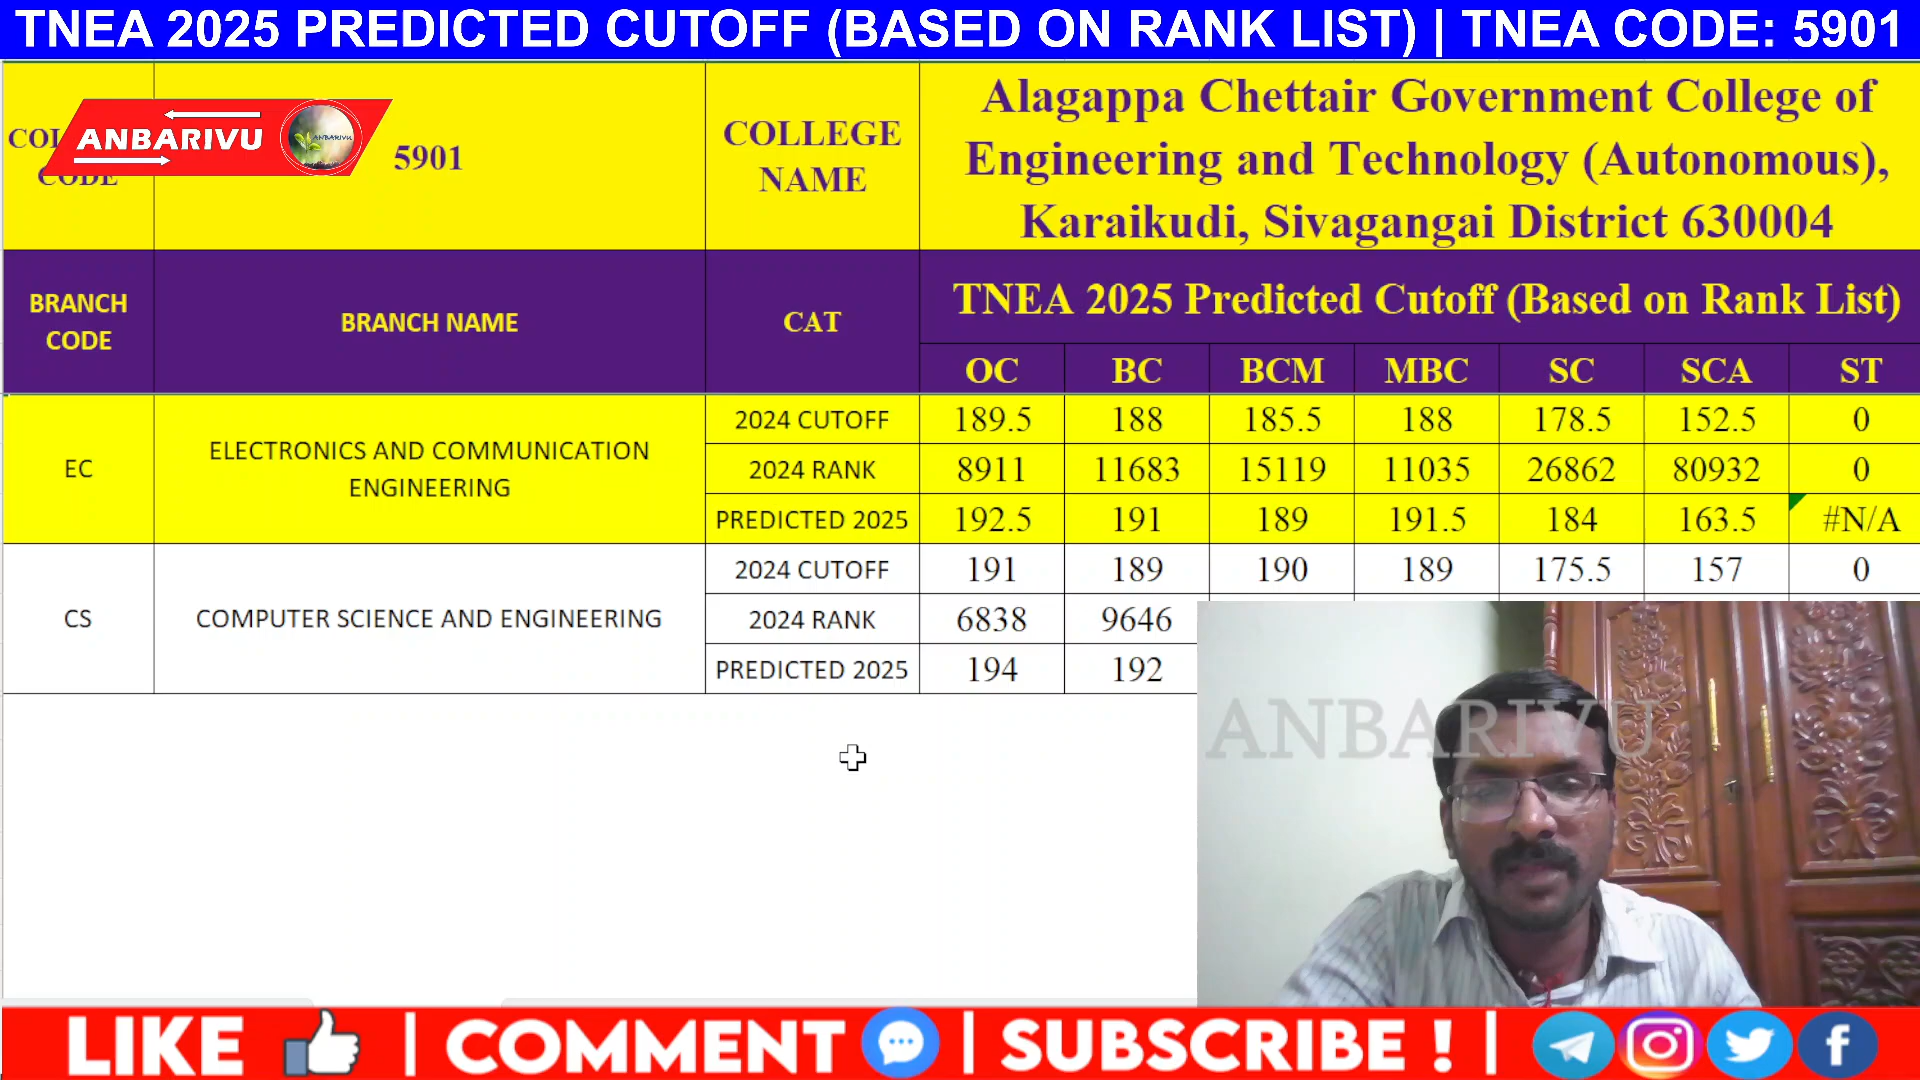 TNEA 2025 PREDICTED CUTOFF (BASED ON RANK LIST) | TNEA CODE: 5901
CODE
5901
COLLEGE NAME
Alagappa Chettair Government College of
Engineering and Technology (Autonomous),
Karaikudi, Sivagangai District 630004
ANBARIVU
ANBARIVU
BRANCH CODE
BRANCH NAME
CAT
TNEA 2025 Predicted Cutoff (Based on Rank List)
OC BC BCM MBC SC SCA ST
EC
ELECTRONICS AND COMMUNICATION
ENGINEERING
2024 CUTOFF 189.5 188 185.5 188 178.5 152.5 0
2024 RANK 8911 11683 15119 11035 26862 80932 0
PREDICTED 2025 192.5 191 189 191.5 184 163.5 #N/A
CS
COMPUTER SCIENCE AND ENGINEERING
2024 CUTOFF 191 189 190 189 175.5 157 0
2024 RANK 6838 9646
PREDICTED 2025 194 192
ANBARIVU
LIKE | COMMENT | SUBSCRIBE ! |